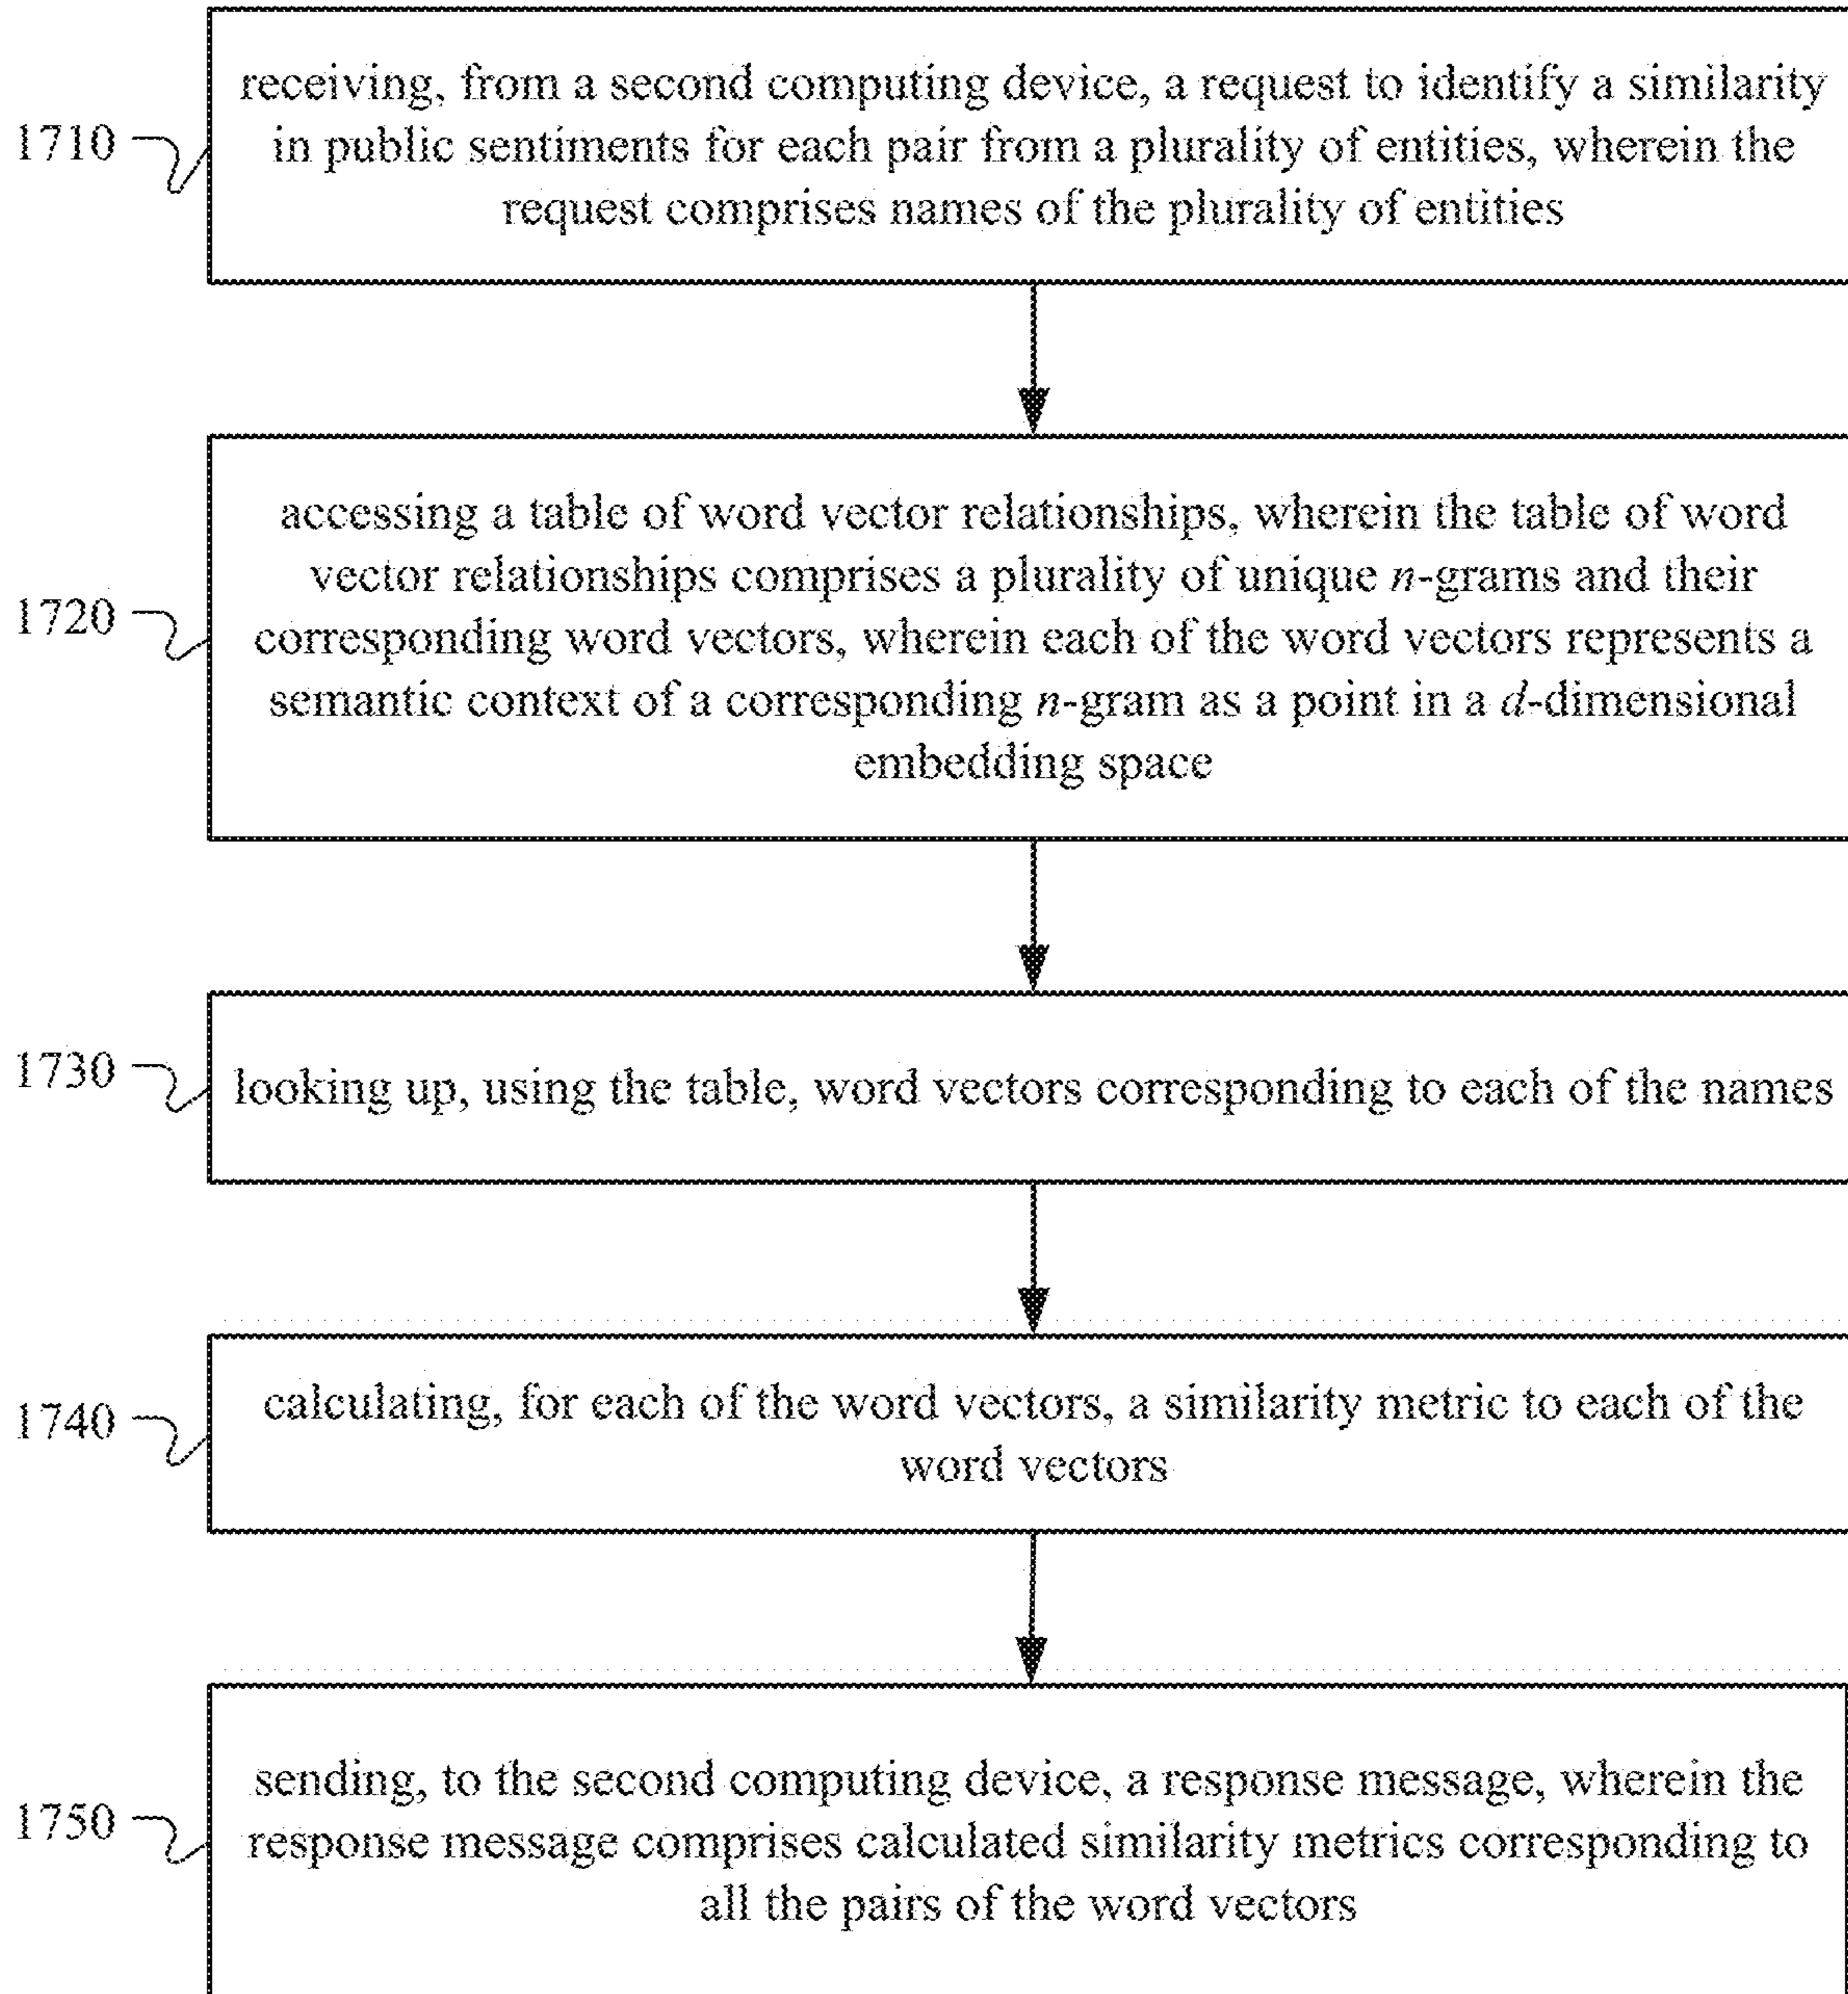 1710
receiving, from a second computing device, a request to identify a similarity
in public sentiments for each pair from a plurality of entities, wherein the
request comprises names of the plurality of entities
1720
accessing a table of word vector relationships, wherein the table of word
vector relationships comprises a plurality of unique n-grams and their
corresponding word vectors, wherein each of the word vectors represents a
semantic context of a corresponding n-gram as a point in a d-dimensional
embedding space
1730
looking up, using the table, word vectors corresponding to each of the names
1740
calculating, for each of the word vectors, a similarity metric to each of the
word vectors
1750
sending, to the second computing device, a response message, wherein the
response message comprises calculated similarity metrics corresponding to
all the pairs of the word vectors